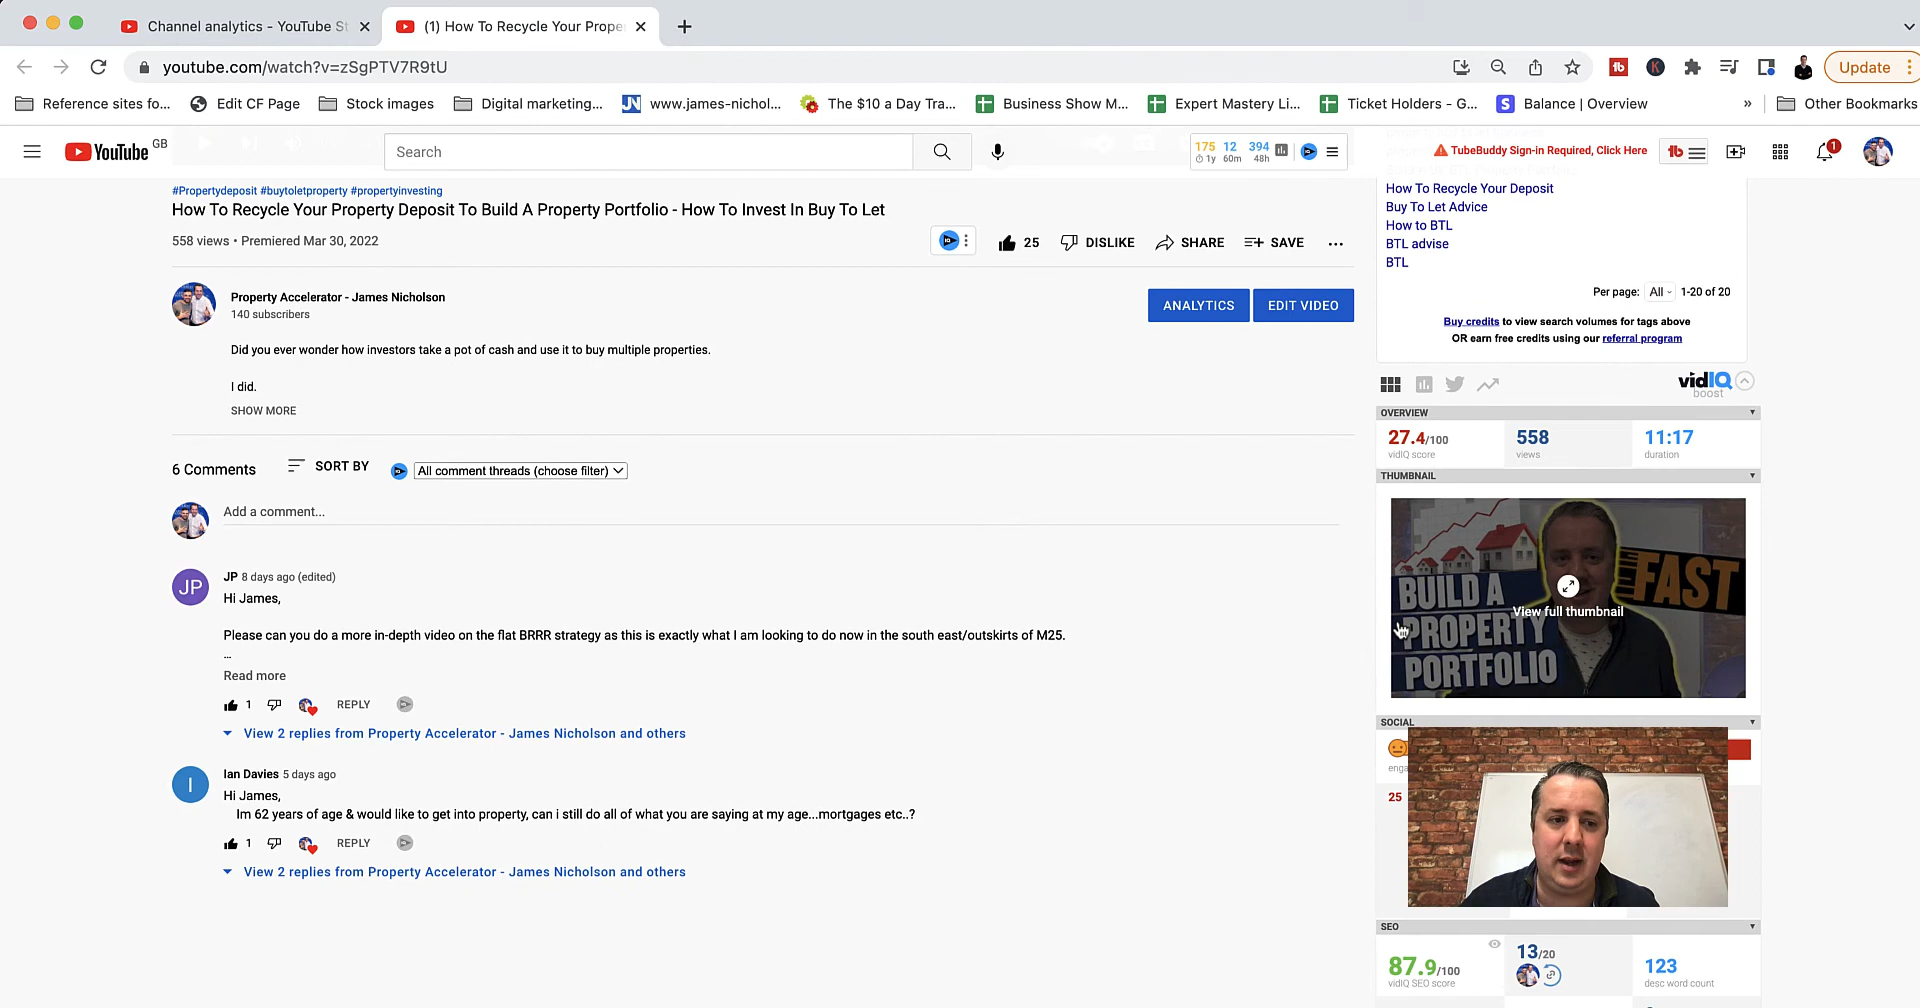 Channel analytics - YouTube St
(1) How To Recycle Your Prope
youtube.com/watch?v=zSgPTV7R9tU
Update
Reference sites fo...
Edit CF Page
Stock images
Digital marketing...
JN www.james-nichol...
The $10 a Day Tra...
Business Show M...
Expert Mastery Li...
Ticket Holders - G...
S Balance | Overview
»
Other Bookmarks
YouTube GB
Search
175 12 394
1y 60m 48h
TubeBuddy Sign-in Required, Click Here
1
#Propertydeposit #buytoletproperty #propertyinvesting
How To Recycle Your Property Deposit To Build A Property Portfolio - How To Invest In Buy To Let
558 views • Premiered Mar 30, 2022
25
DISLIKE
SHARE
SAVE
...
Property Accelerator - James Nicholson
140 subscribers
ANALYTICS
EDIT VIDEO
Did you ever wonder how investors take a pot of cash and use it to buy multiple properties.
I did.
SHOW MORE
6 Comments
SORT BY
All comment threads (choose filter)
Add a comment...
JP
JP 8 days ago (edited)
Hi James,
Please can you do a more in-depth video on the flat BRRR strategy as this is exactly what I am looking to do now in the south east/outskirts of M25.
...
Read more
1
REPLY
View 2 replies from Property Accelerator - James Nicholson and others
I
Ian Davies 5 days ago
Hi James,
Im 62 years of age & would like to get into property, can i still do all of what you are saying at my age...mortgages etc..?
1
REPLY
View 2 replies from Property Accelerator - James Nicholson and others
How To Recycle Your Deposit
Buy To Let Advice
How to BTL
BTL advise
BTL
Per page: All 1-20 of 20
Buy credits to view search volumes for tags above
OR earn free credits using our referral program
vidIQ
boost
OVERVIEW
27.4/100
vidIQ score
558
views
11:17
duration
THUMBNAIL
BUILD A
PROPERTY
PORTFOLIO
FAST
View full thumbnail
SOCIAL
enga
25
SEO
87.9/100
vidIQ SEO score
13/20
123
desc word count